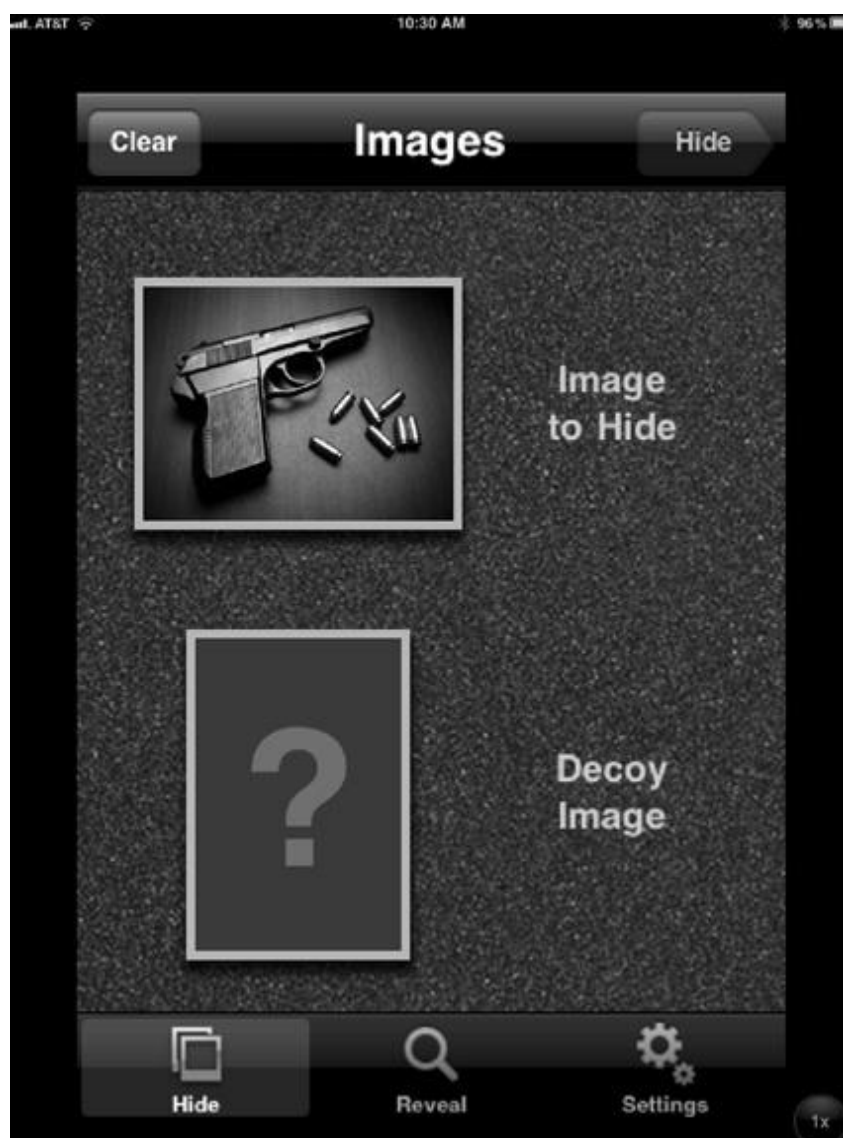 AT&T 10:30 AM 96%
Clear Images Hide
Image
to Hide
?
Decoy
Image
Hide Reveal Settings
1x